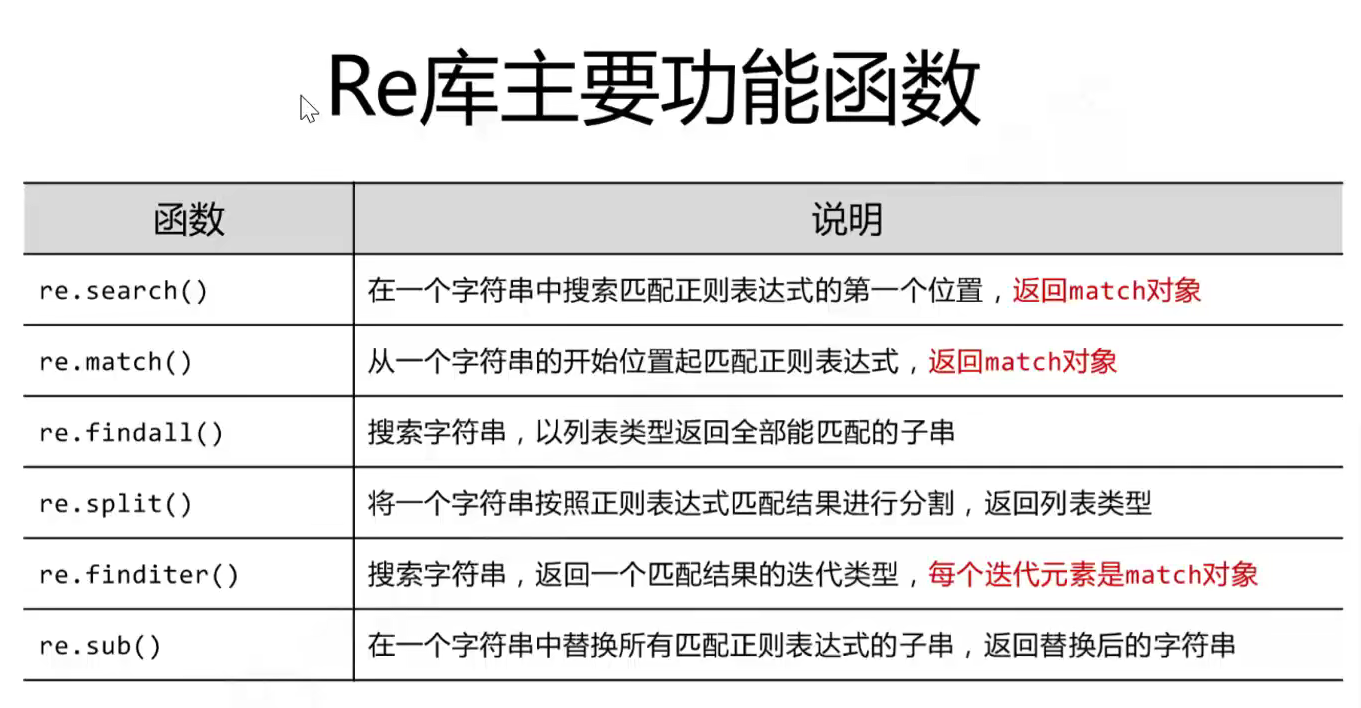 Re库主要功能函数
函数 说明
re.search() 在一个字符串中搜索匹配正则表达式的第一个位置，返回match对象
re.match() 从一个字符串的开始位置起匹配正则表达式，返回match对象
re.findall() 搜索字符串，以列表类型返回全部能匹配的子串
re.split() 将一个字符串按照正则表达式匹配结果进行分割，返回列表类型
re.finditer() 搜索字符串，返回一个匹配结果的迭代类型，每个迭代元素是match对象
re.sub() 在一个字符串中替换所有匹配正则表达式的子串，返回替换后的字符串